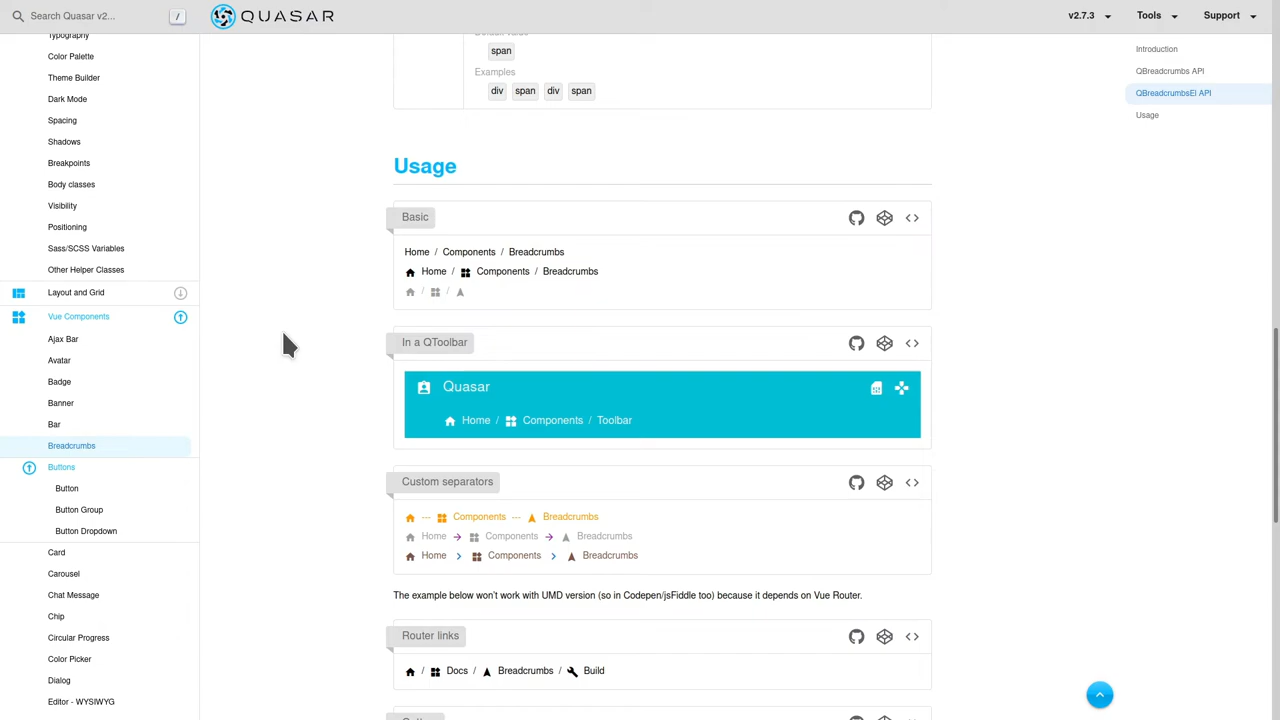 Search Quasar v2...
/
QUASAR
v2.7.3
Tools
Support
Typography
Color Palette
Theme Builder
Dark Mode
Spacing
Shadows
Breakpoints
Body classes
Visibility
Positioning
Sass/SCSS Variables
Other Helper Classes
Layout and Grid
Vue Components
Ajax Bar
Avatar
Badge
Banner
Bar
Breadcrumbs
Buttons
Button
Button Group
Button Dropdown
Card
Carousel
Chat Message
Chip
Circular Progress
Color Picker
Dialog
Editor - WYSIWYG
Default value
span
Examples
div span div span
Usage
Basic
Home / Components / Breadcrumbs
Home / Components / Breadcrumbs
/ /
In a QToolbar
Quasar
Home / Components / Toolbar
Custom separators
--- Components --- Breadcrumbs
Home → Components → Breadcrumbs
Home > Components > Breadcrumbs
The example below won't work with UMD version (so in Codepen/jsFiddle too) because it depends on Vue Router.
Router links
/ Docs / Breadcrumbs / Build
Introduction
QBreadcrumbs API
QBreadcrumbsEl API
Usage